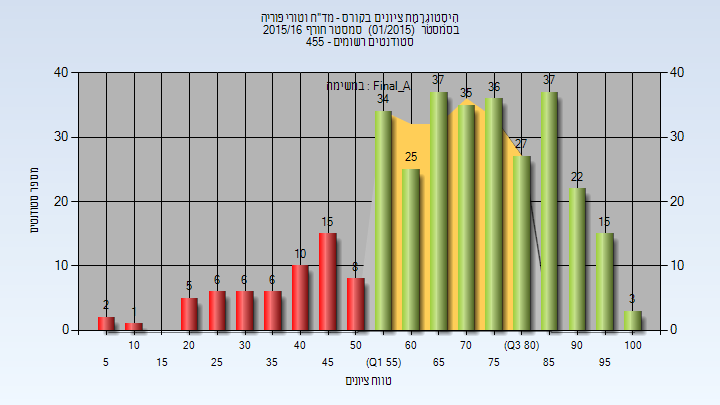 היסטוגרמת ציונים בקורס - מד"ח וטורי פוריה
בסמסטר (01/2015) סמסטר חורף 2015/16
סטודנטים רשומים - 455
במשימה : Final_A
40 40
30 30
20 20
10 10
0 0
מספר סטודנטים
2 1 5 6 6 6 10 15 8 34 25 37 35 36 27 37 22 15 3
10 20 30 40 50 60 70 (Q3 80) 90 100
5 15 25 35 45 (Q1 55) 65 75 85 95
טווח ציונים